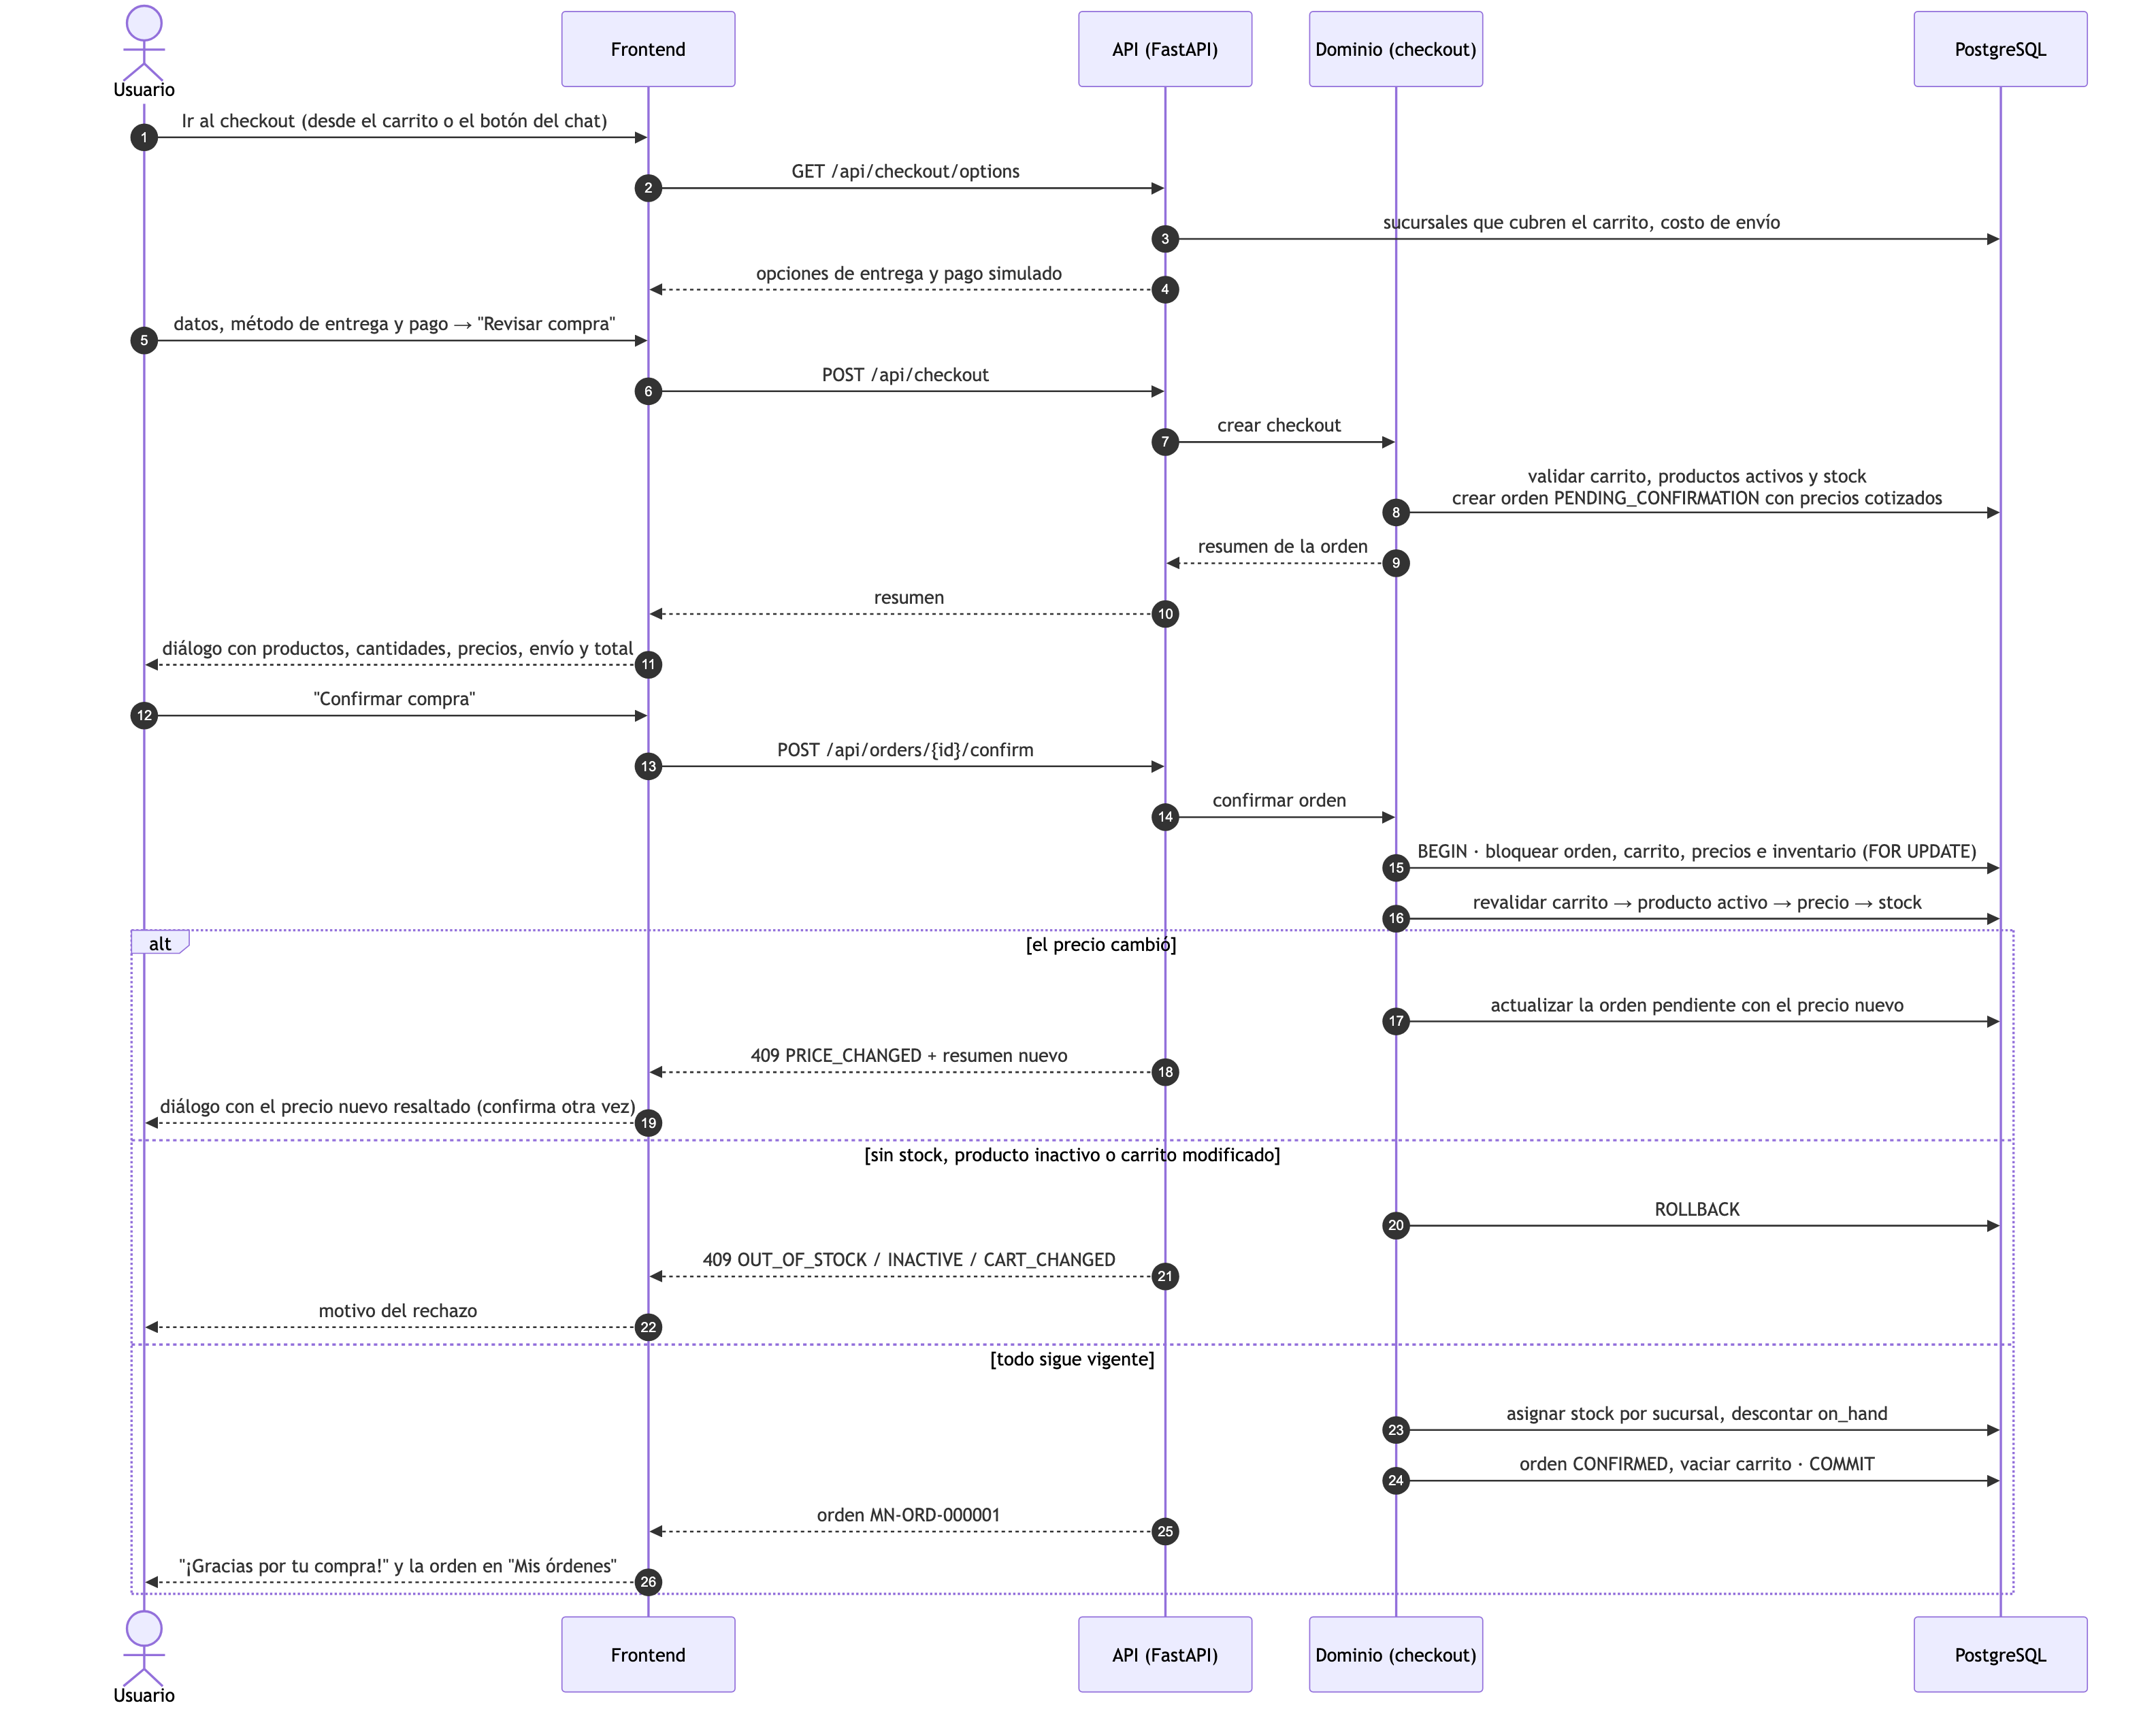 Usuario
Frontend
API (FastAPI)
Dominio (checkout)
PostgreSQL
1 Ir al checkout (desde el carrito o el botón del chat)
2 GET /api/checkout/options
3 sucursales que cubren el carrito, costo de envío
4 opciones de entrega y pago simulado
5 datos, método de entrega y pago → "Revisar compra"
6 POST /api/checkout
7 crear checkout
validar carrito, productos activos y stock
8 crear orden PENDING_CONFIRMATION con precios cotizados
9 resumen de la orden
10 resumen
11 diálogo con productos, cantidades, precios, envío y total
12 "Confirmar compra"
13 POST /api/orders/{id}/confirm
14 confirmar orden
15 BEGIN · bloquear orden, carrito, precios e inventario (FOR UPDATE)
16 revalidar carrito → producto activo → precio → stock
alt
[el precio cambió]
17 actualizar la orden pendiente con el precio nuevo
18 409 PRICE_CHANGED + resumen nuevo
19 diálogo con el precio nuevo resaltado (confirma otra vez)
[sin stock, producto inactivo o carrito modificado]
20 ROLLBACK
21 409 OUT_OF_STOCK / INACTIVE / CART_CHANGED
22 motivo del rechazo
[todo sigue vigente]
23 asignar stock por sucursal, descontar on_hand
24 orden CONFIRMED, vaciar carrito · COMMIT
25 orden MN-ORD-000001
26 "¡Gracias por tu compra!" y la orden en "Mis órdenes"
Usuario
Frontend
API (FastAPI)
Dominio (checkout)
PostgreSQL